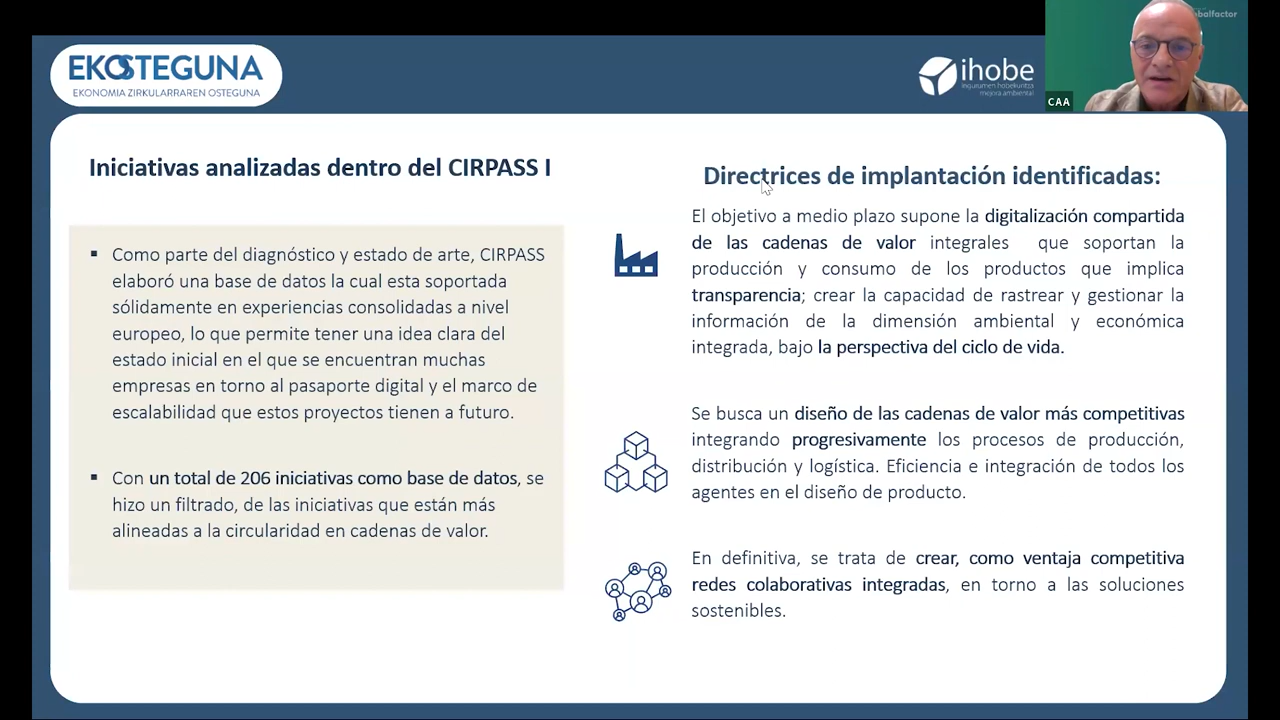 EKOSTEGUNA
EKONOMIA ZIRKULARRAREN OSTEGUNA
ihobe
ingurumen hobekuntza
mejora ambiental
globalfactor
CAA
Iniciativas analizadas dentro del CIRPASS I
Como parte del diagnóstico y estado de arte, CIRPASS
elaboró una base de datos la cual esta soportada
sólidamente en experiencias consolidadas a nivel
europeo, lo que permite tener una idea clara del
estado inicial en el que se encuentran muchas
empresas en torno al pasaporte digital y el marco de
escalabilidad que estos proyectos tienen a futuro.
Con un total de 206 iniciativas como base de datos, se
hizo un filtrado, de las iniciativas que están más
alineadas a la circularidad en cadenas de valor.
Directrices de implantación identificadas:
El objetivo a medio plazo supone la digitalización compartida
de las cadenas de valor integrales que soportan la
producción y consumo de los productos que implica
transparencia; crear la capacidad de rastrear y gestionar la
información de la dimensión ambiental y económica
integrada, bajo la perspectiva del ciclo de vida.
Se busca un diseño de las cadenas de valor más competitivas
integrando progresivamente los procesos de producción,
distribución y logística. Eficiencia e integración de todos los
agentes en el diseño de producto.
En definitiva, se trata de crear, como ventaja competitiva
redes colaborativas integradas, en torno a las soluciones
sostenibles.